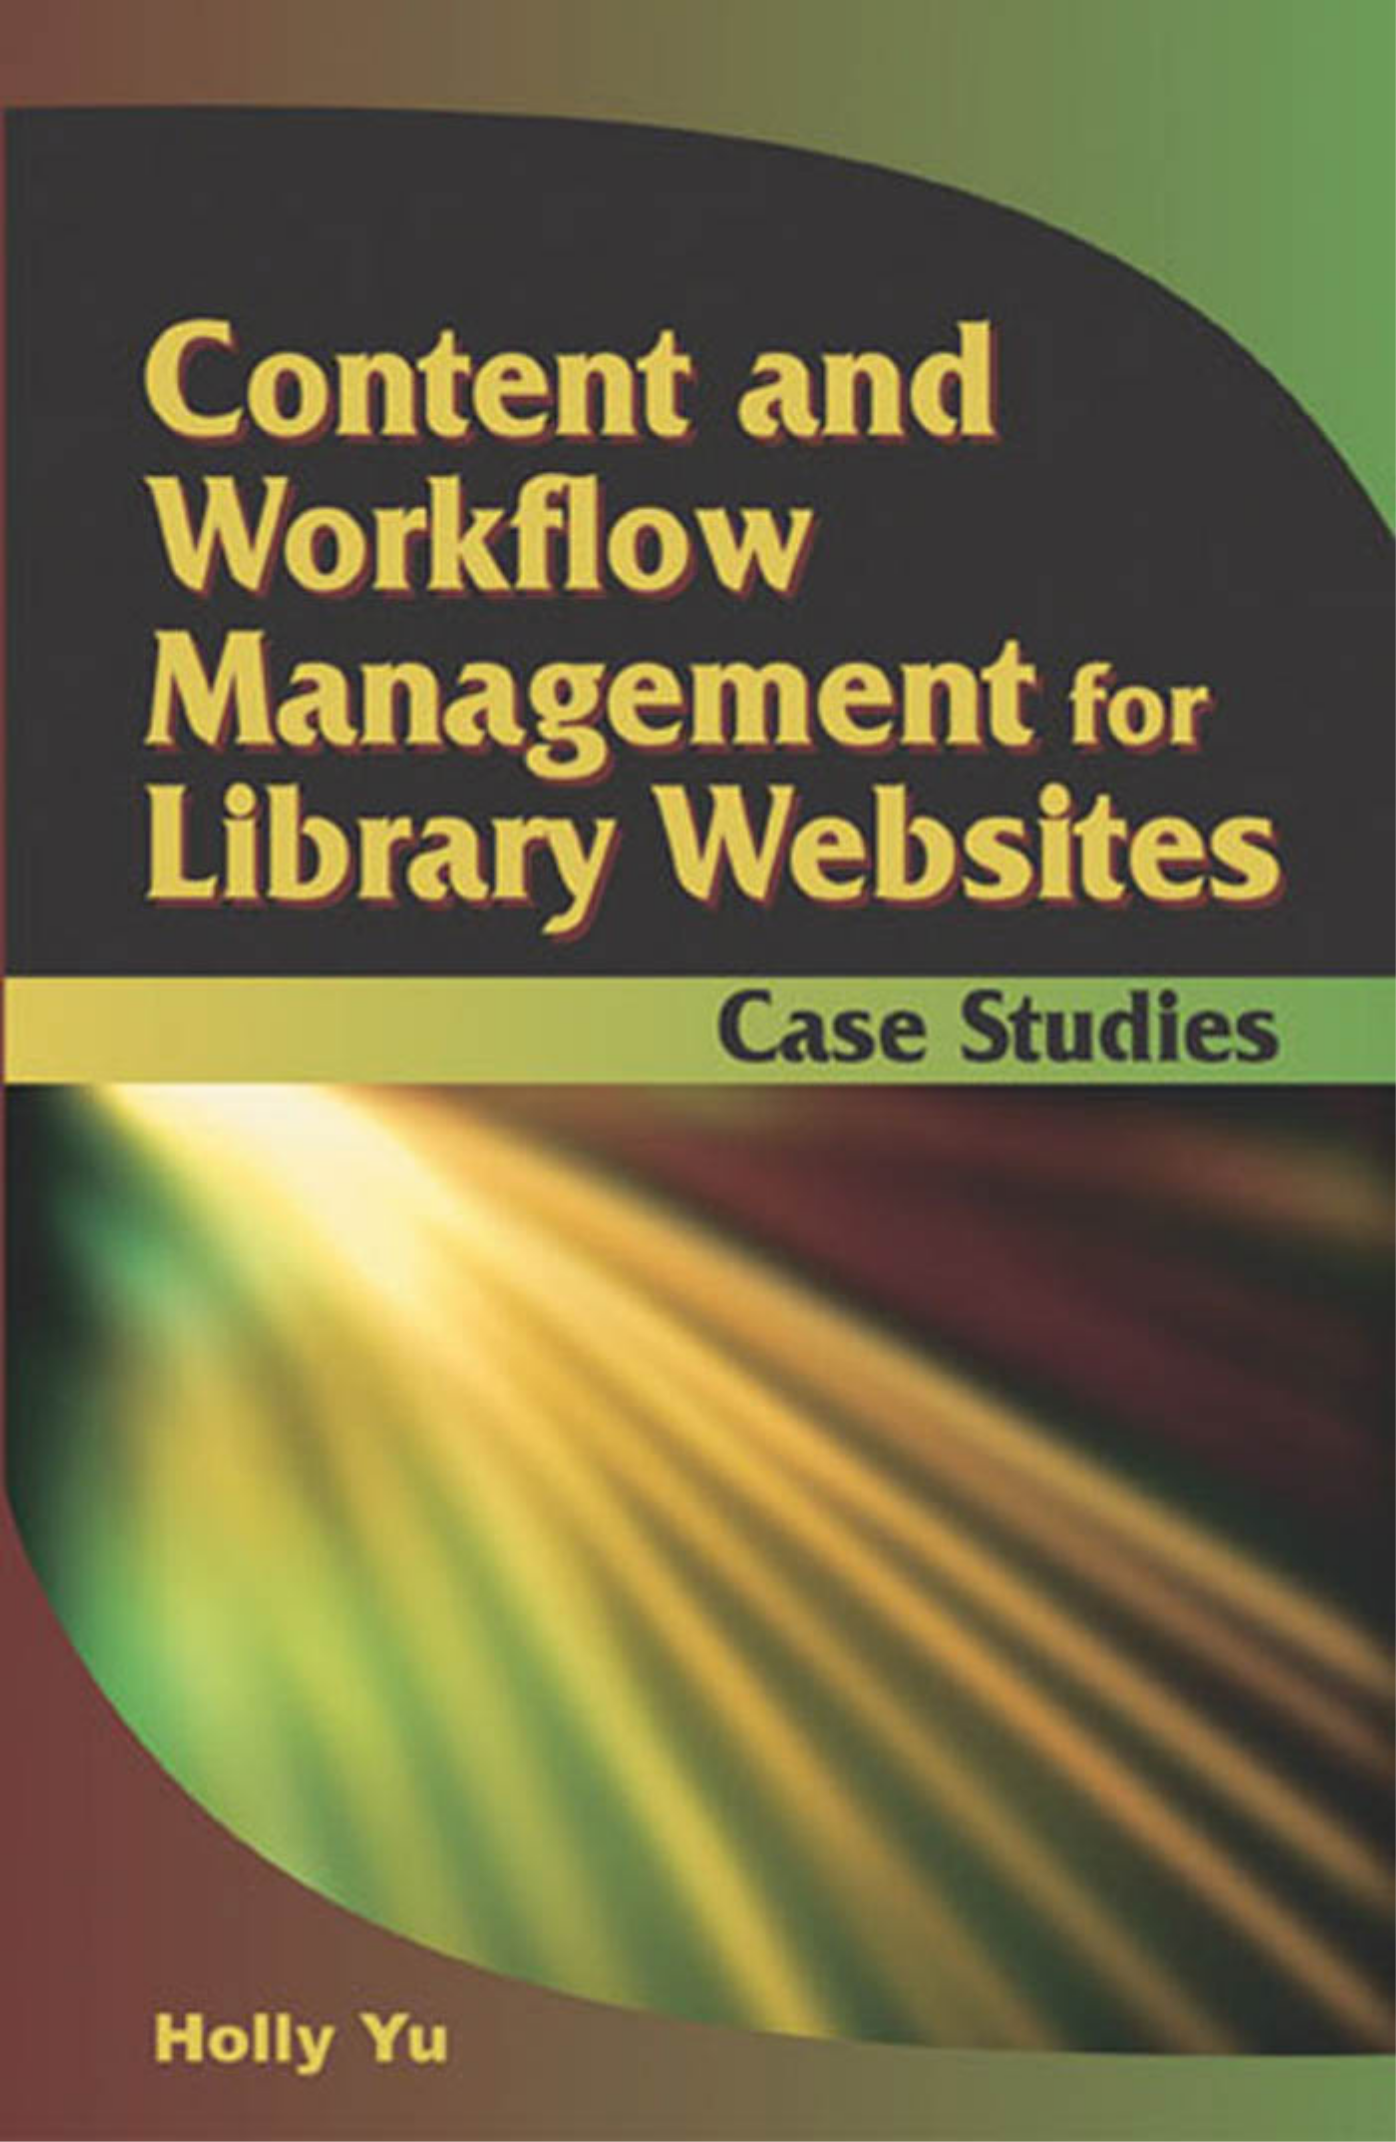 Content and
Workflow
Management for
Library Websites
Case Studies
Holly Yu